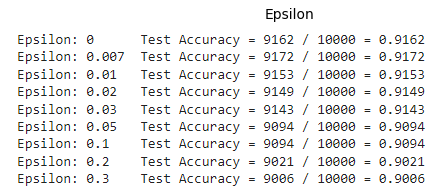 Epsilon
Epsilon: 0 Test Accuracy = 9162 / 10000 = 0.9162
Epsilon: 0.007 Test Accuracy = 9172 / 10000 = 0.9172
Epsilon: 0.01 Test Accuracy = 9153 / 10000 = 0.9153
Epsilon: 0.02 Test Accuracy = 9149 / 10000 = 0.9149
Epsilon: 0.03 Test Accuracy = 9143 / 10000 = 0.9143
Epsilon: 0.05 Test Accuracy = 9094 / 10000 = 0.9094
Epsilon: 0.1 Test Accuracy = 9094 / 10000 = 0.9094
Epsilon: 0.2 Test Accuracy = 9021 / 10000 = 0.9021
Epsilon: 0.3 Test Accuracy = 9006 / 10000 = 0.9006